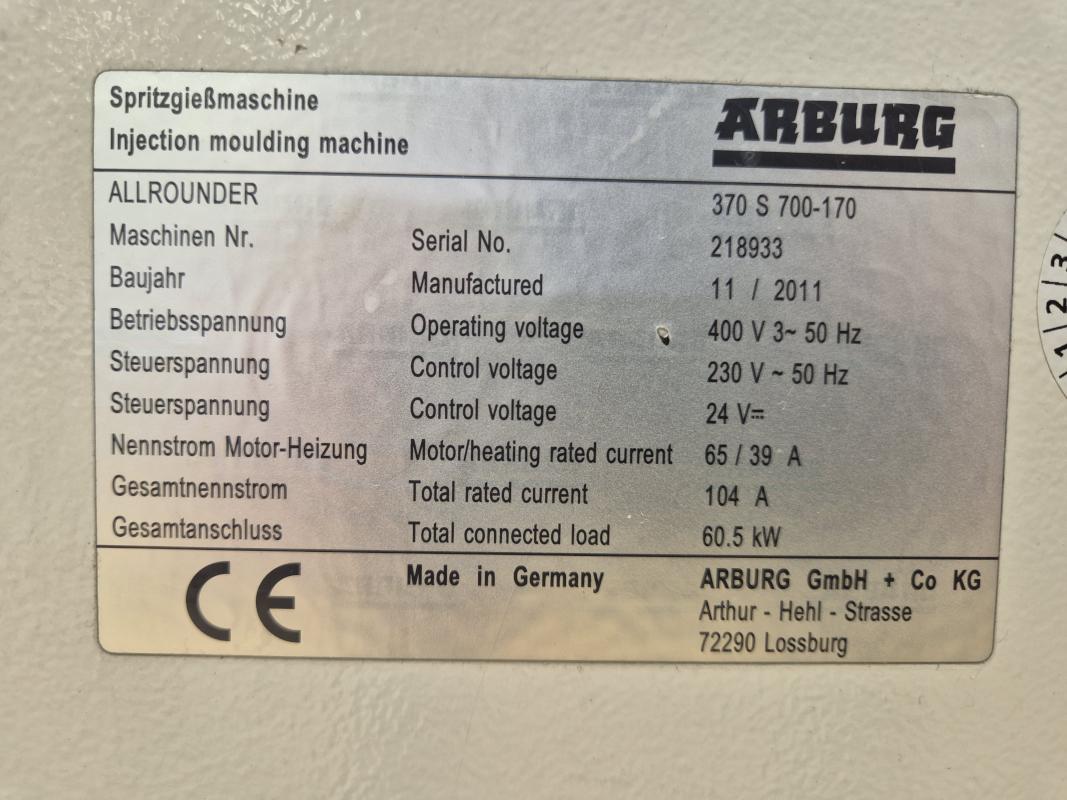 Spritzgießmaschine
Injection moulding machine
ARBURG
ALLROUNDER 370 S 700-170
Maschinen Nr. Serial No. 218933
Baujahr Manufactured 11 / 2011
Betriebsspannung Operating voltage 400 V 3~ 50 Hz
Steuerspannung Control voltage 230 V ~ 50 Hz
Steuerspannung Control voltage 24 V⎓
Nennstrom Motor-Heizung Motor/heating rated current 65 / 39 A
Gesamtnennstrom Total rated current 104 A
Gesamtanschluss Total connected load 60.5 kW
CE Made in Germany ARBURG GmbH + Co KG
Arthur - Hehl - Strasse
72290 Lossburg
1/2/3/